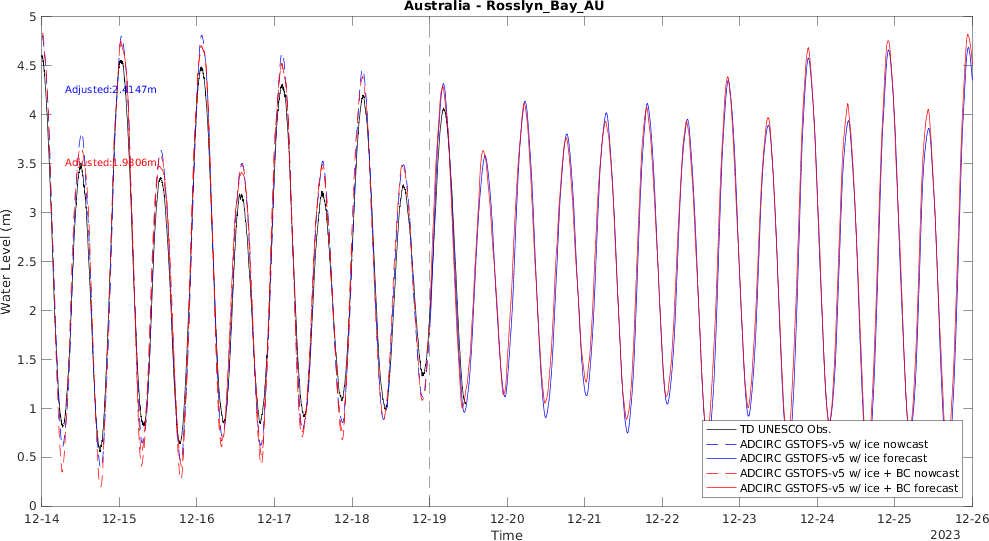 Australia - Rosslyn_Bay_AU
Water Level (m)
5
4.5
4
3.5
3
2.5
2
1.5
1
0.5
0
Adjusted:2.4147m
Adjusted:1.9806m
TD UNESCO Obs.
ADCIRC GSTOFS-v5 w/ ice nowcast
ADCIRC GSTOFS-v5 w/ ice forecast
ADCIRC GSTOFS-v5 w/ ice + BC nowcast
ADCIRC GSTOFS-v5 w/ ice + BC forecast
12-14 12-15 12-16 12-17 12-18 12-19 12-20 12-21 12-22 12-23 12-24 12-25 12-26
Time
2023